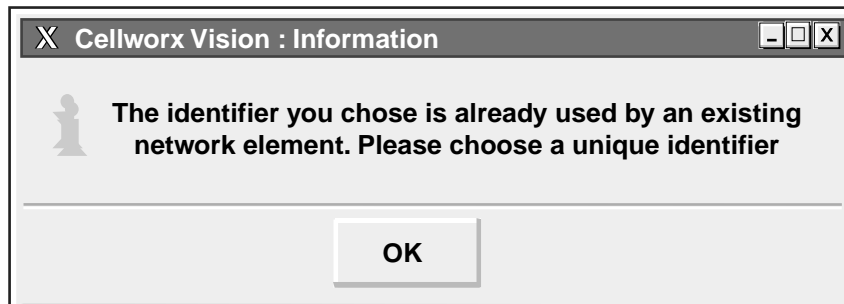 X Cellworx Vision : Information
The identifier you chose is already used by an existing
network element. Please choose a unique identifier
OK